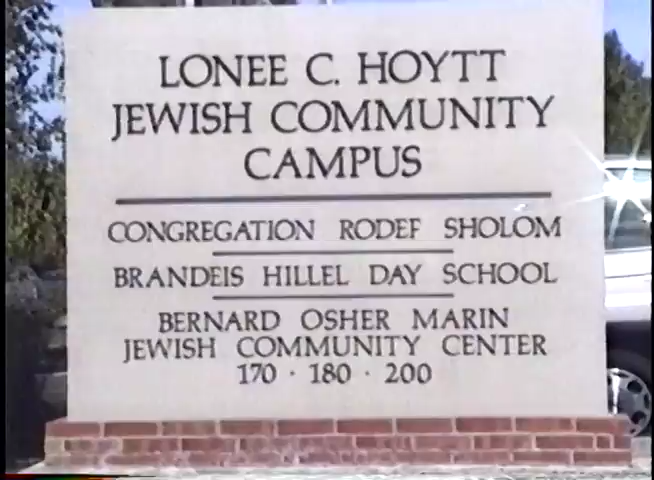 LONEE C. HOYTT
JEWISH COMMUNITY
CAMPUS
CONGREGATION RODEF SHOLOM
BRANDEIS HILLEL DAY SCHOOL
BERNARD OSHER MARIN
JEWISH COMMUNITY CENTER
170 · 180 · 200